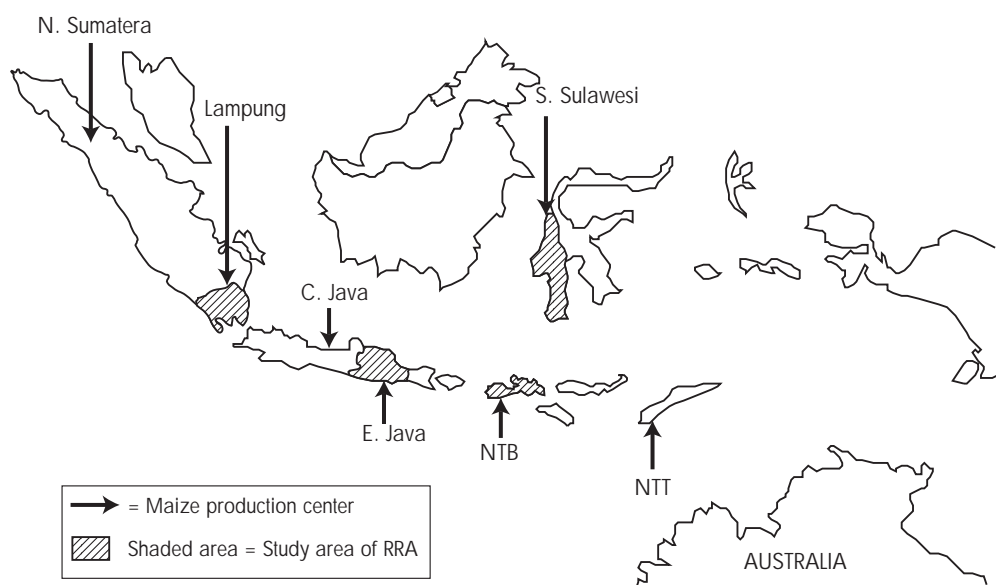 N. Sumatera
Lampung
S. Sulawesi
C. Java
E. Java
NTB
NTT
= Maize production center
Shaded area = Study area of RRA
AUSTRALIA